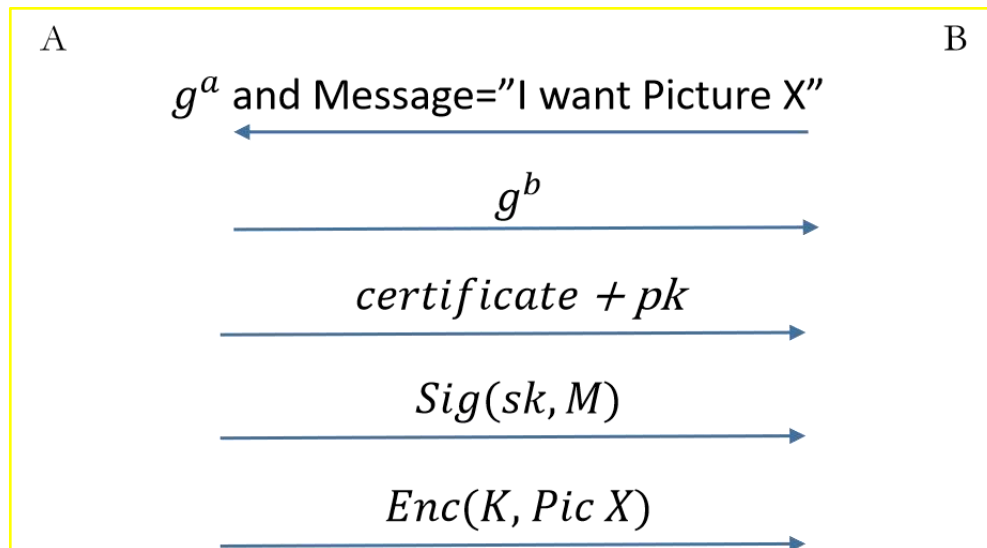 A B
g^a and Message=”I want Picture X”
g^b
certificate + pk
Sig(sk, M)
Enc(K, Pic X)